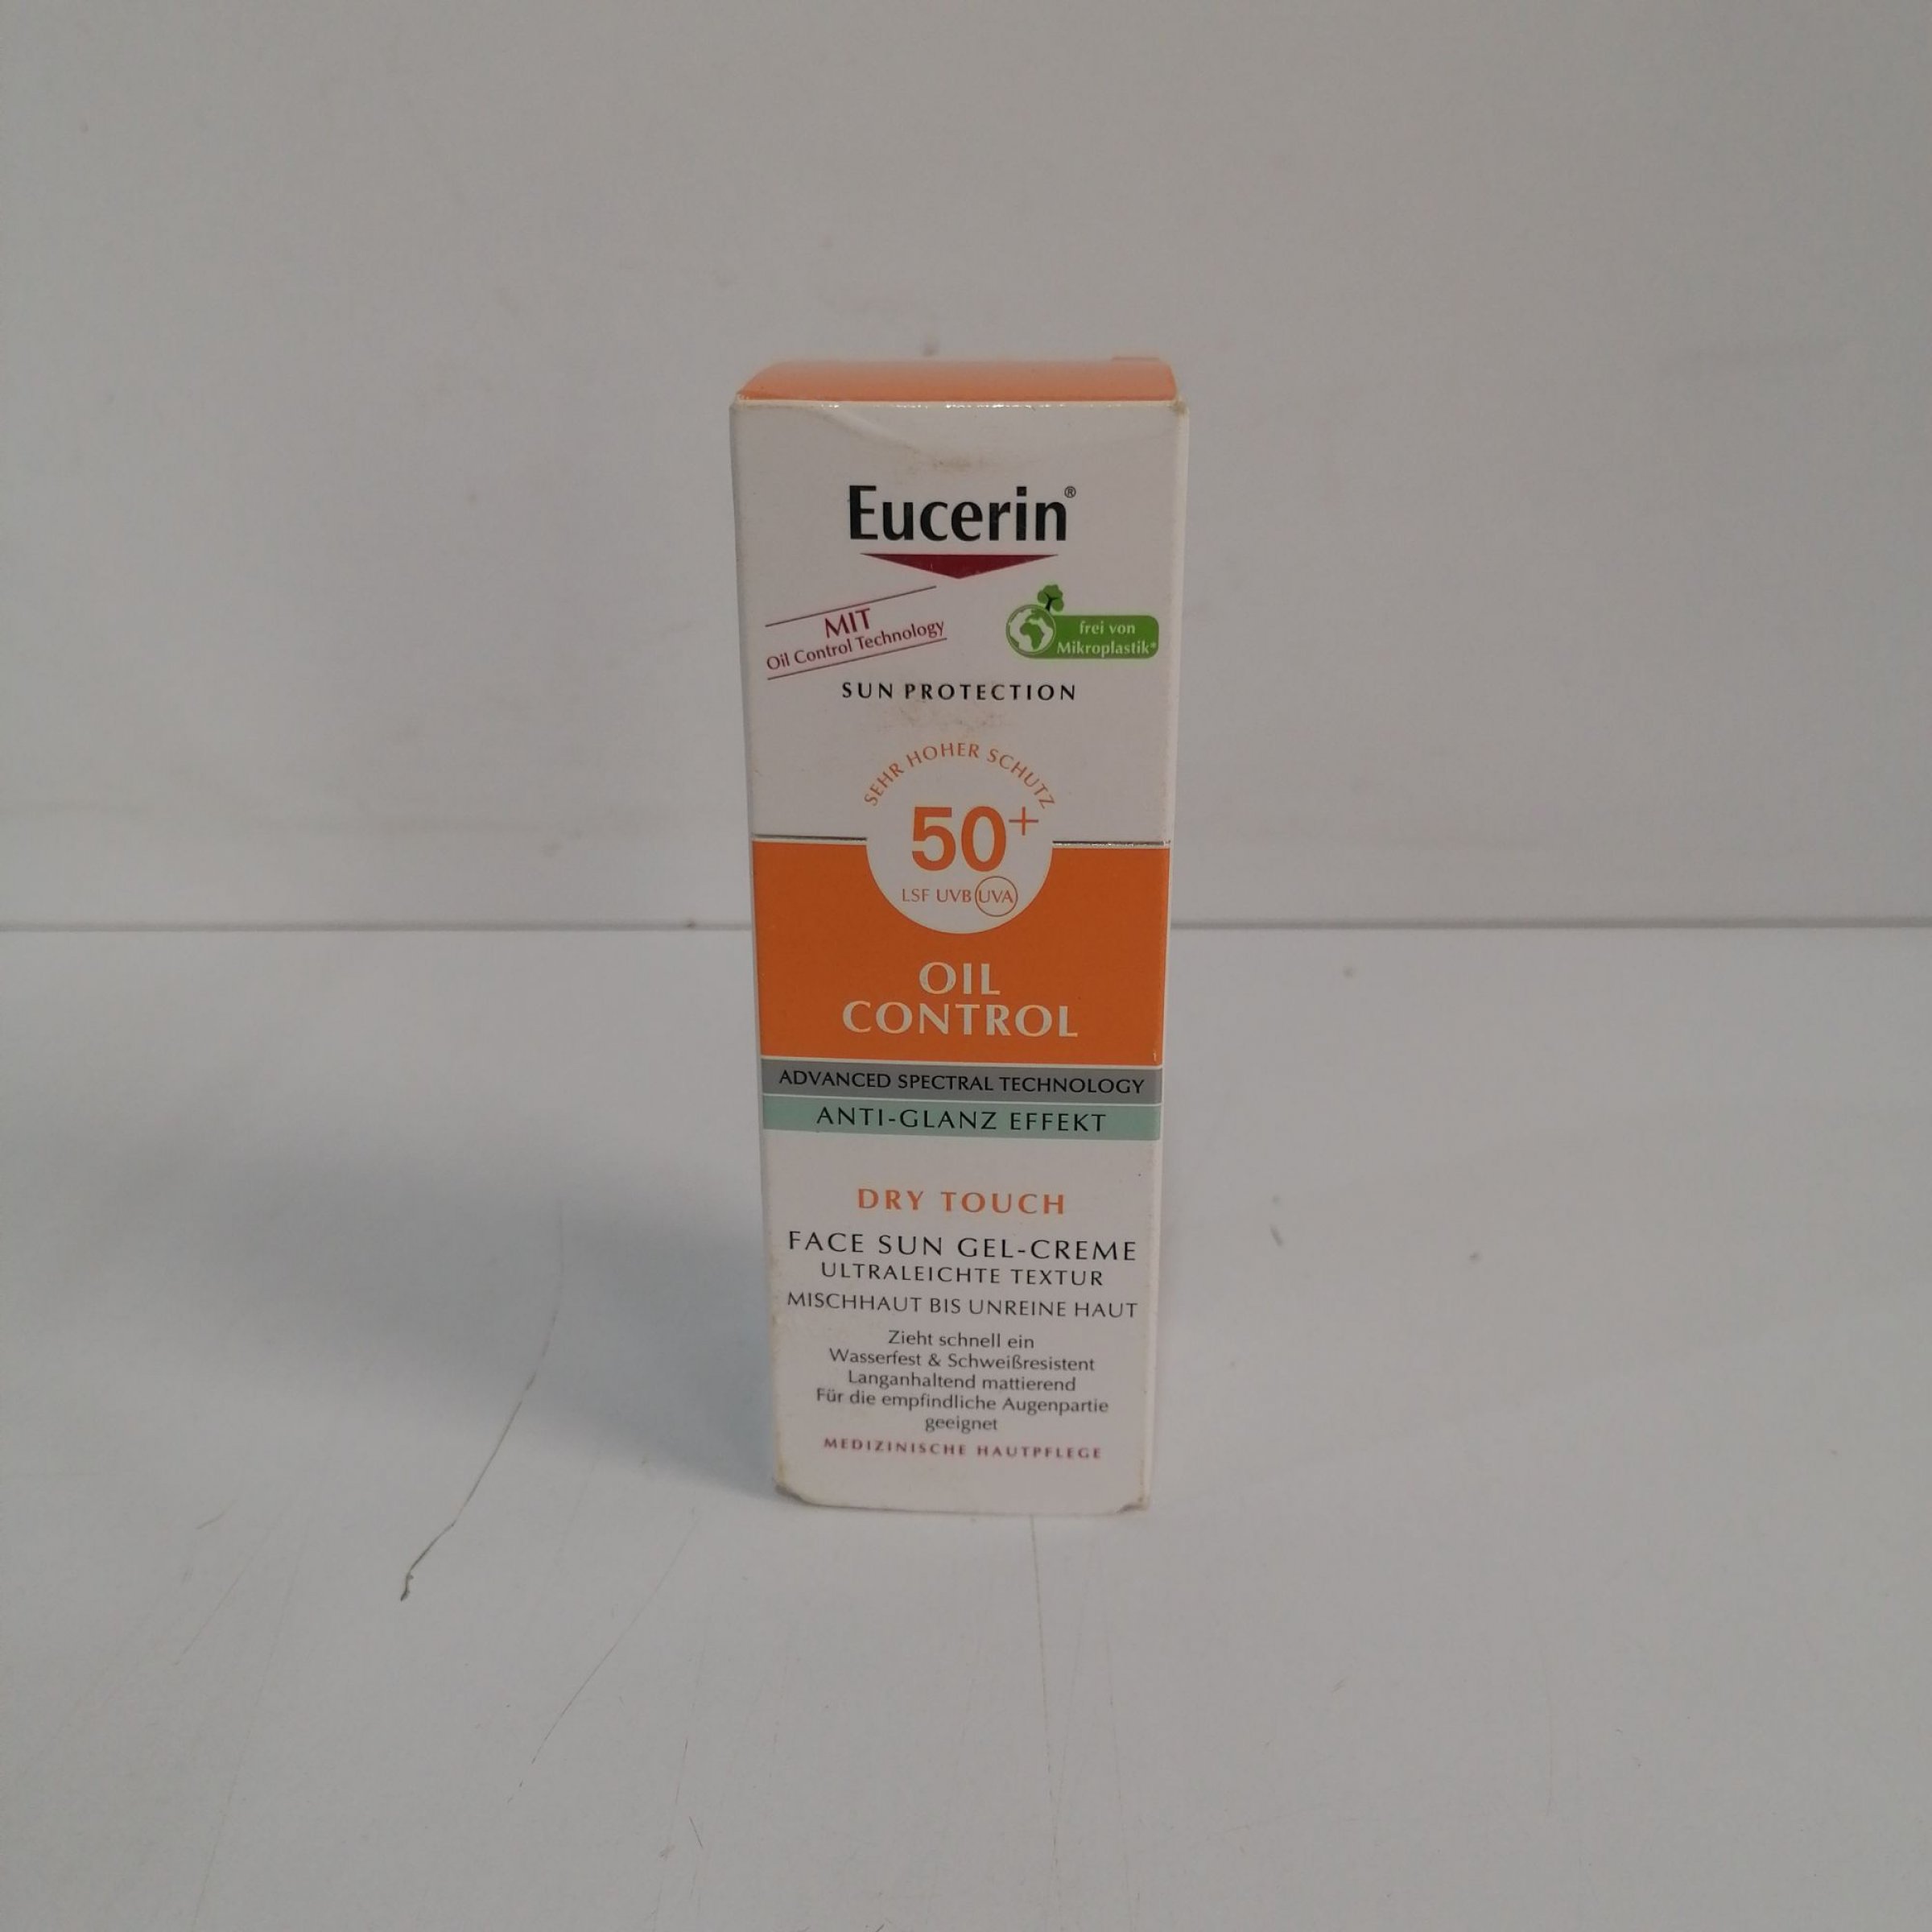 Eucerin®
MIT
Oil Control Technology
frei von
Mikroplastik*
SUN PROTECTION
SEHR HOHER SCHUTZ
50+
LSF UVB UVA
OIL
CONTROL
ADVANCED SPECTRAL TECHNOLOGY
ANTI-GLANZ EFFEKT
DRY TOUCH
FACE SUN GEL-CREME
ULTRALEICHTE TEXTUR
MISCHHAUT BIS UNREINE HAUT
Zieht schnell ein
Wasserfest & Schweißresistent
Langanhaltend mattierend
Für die empfindliche Augenpartie
geeignet
MEDIZINISCHE HAUTPFLEGE